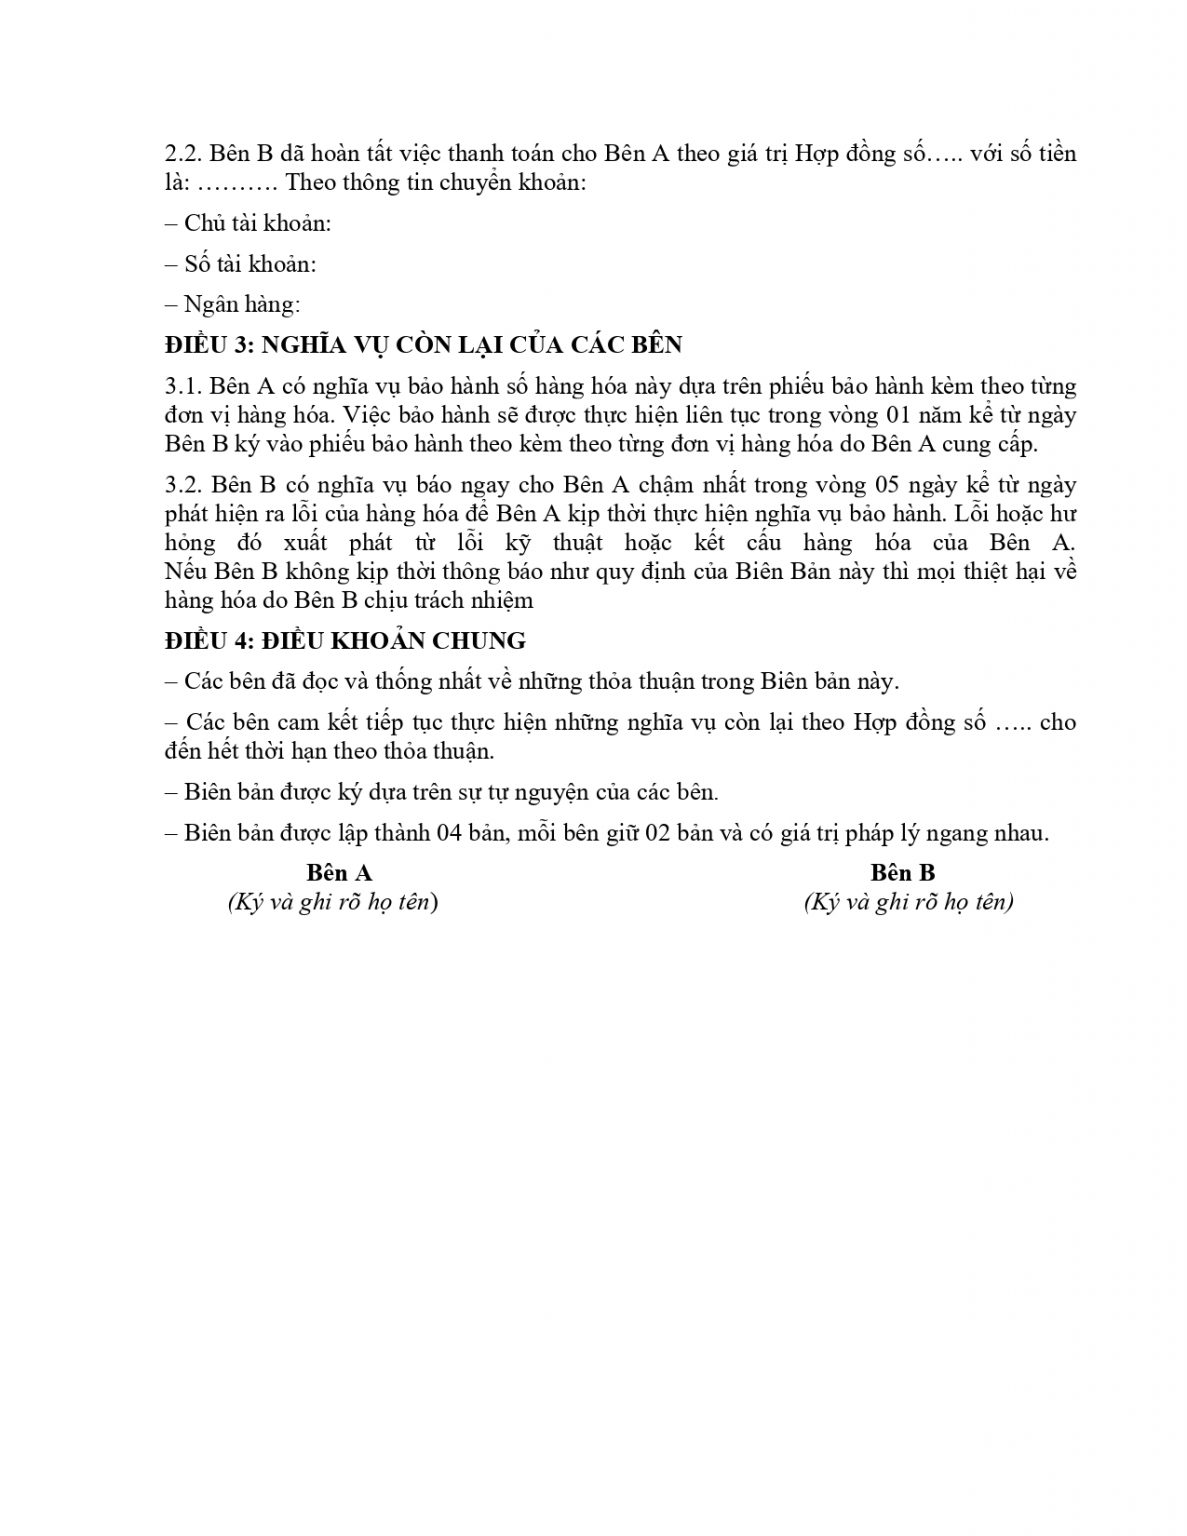 2.2. Bên B dã hoàn tất việc thanh toán cho Bên A theo giá trị Hợp đồng số….. với số tiền
là: ………. Theo thông tin chuyển khoản:
– Chủ tài khoản:
– Số tài khoản:
– Ngân hàng:
ĐIỀU 3: NGHĨA VỤ CÒN LẠI CỦA CÁC BÊN
3.1. Bên A có nghĩa vụ bảo hành số hàng hóa này dựa trên phiếu bảo hành kèm theo từng
đơn vị hàng hóa. Việc bảo hành sẽ được thực hiện liên tục trong vòng 01 năm kể từ ngày
Bên B ký vào phiếu bảo hành theo kèm theo từng đơn vị hàng hóa do Bên A cung cấp.
3.2. Bên B có nghĩa vụ báo ngay cho Bên A chậm nhất trong vòng 05 ngày kể từ ngày
phát hiện ra lỗi của hàng hóa để Bên A kịp thời thực hiện nghĩa vụ bảo hành. Lỗi hoặc hư
hỏng đó xuất phát từ lỗi kỹ thuật hoặc kết cấu hàng hóa của Bên A.
Nếu Bên B không kịp thời thông báo như quy định của Biên Bản này thì mọi thiệt hại về
hàng hóa do Bên B chịu trách nhiệm
ĐIỀU 4: ĐIỀU KHOẢN CHUNG
– Các bên đã đọc và thống nhất về những thỏa thuận trong Biên bản này.
– Các bên cam kết tiếp tục thực hiện những nghĩa vụ còn lại theo Hợp đồng số ….. cho
đến hết thời hạn theo thỏa thuận.
– Biên bản được ký dựa trên sự tự nguyện của các bên.
– Biên bản được lập thành 04 bản, mỗi bên giữ 02 bản và có giá trị pháp lý ngang nhau.
Bên A Bên B
(Ký và ghi rõ họ tên) (Ký và ghi rõ họ tên)